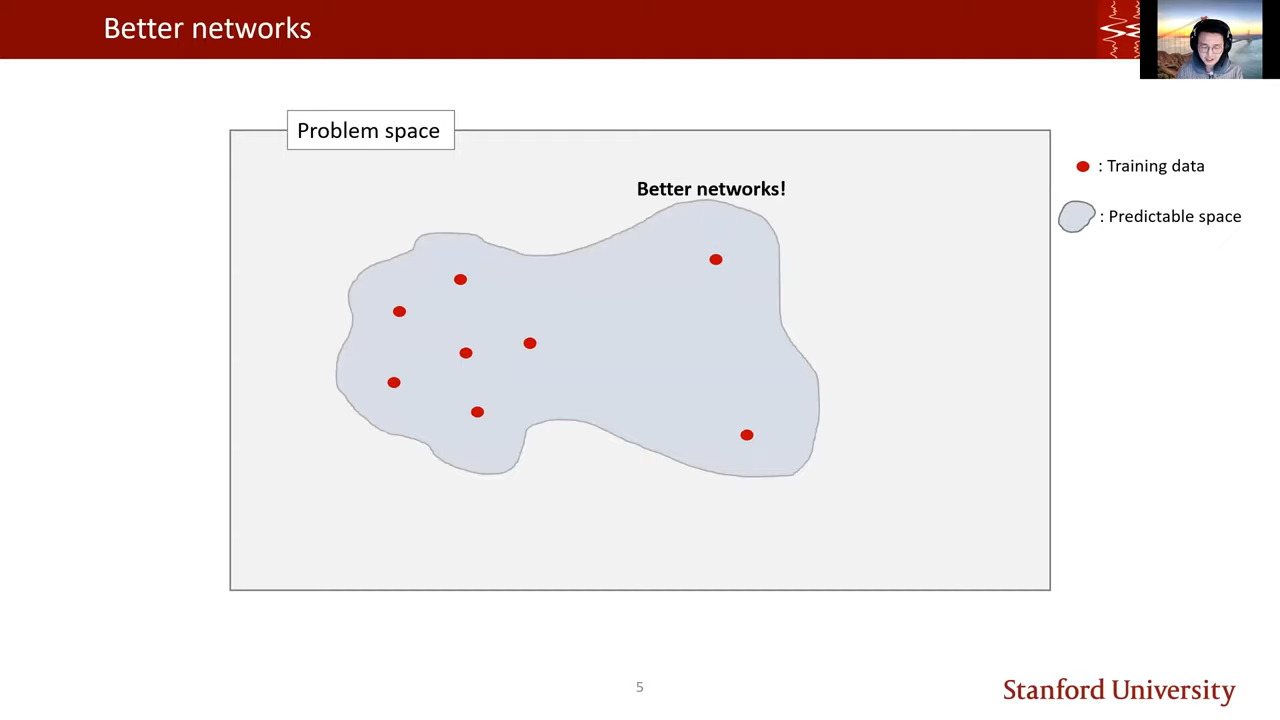 Better networks
Problem space
Better networks!
: Training data
: Predictable space
5
Stanford University